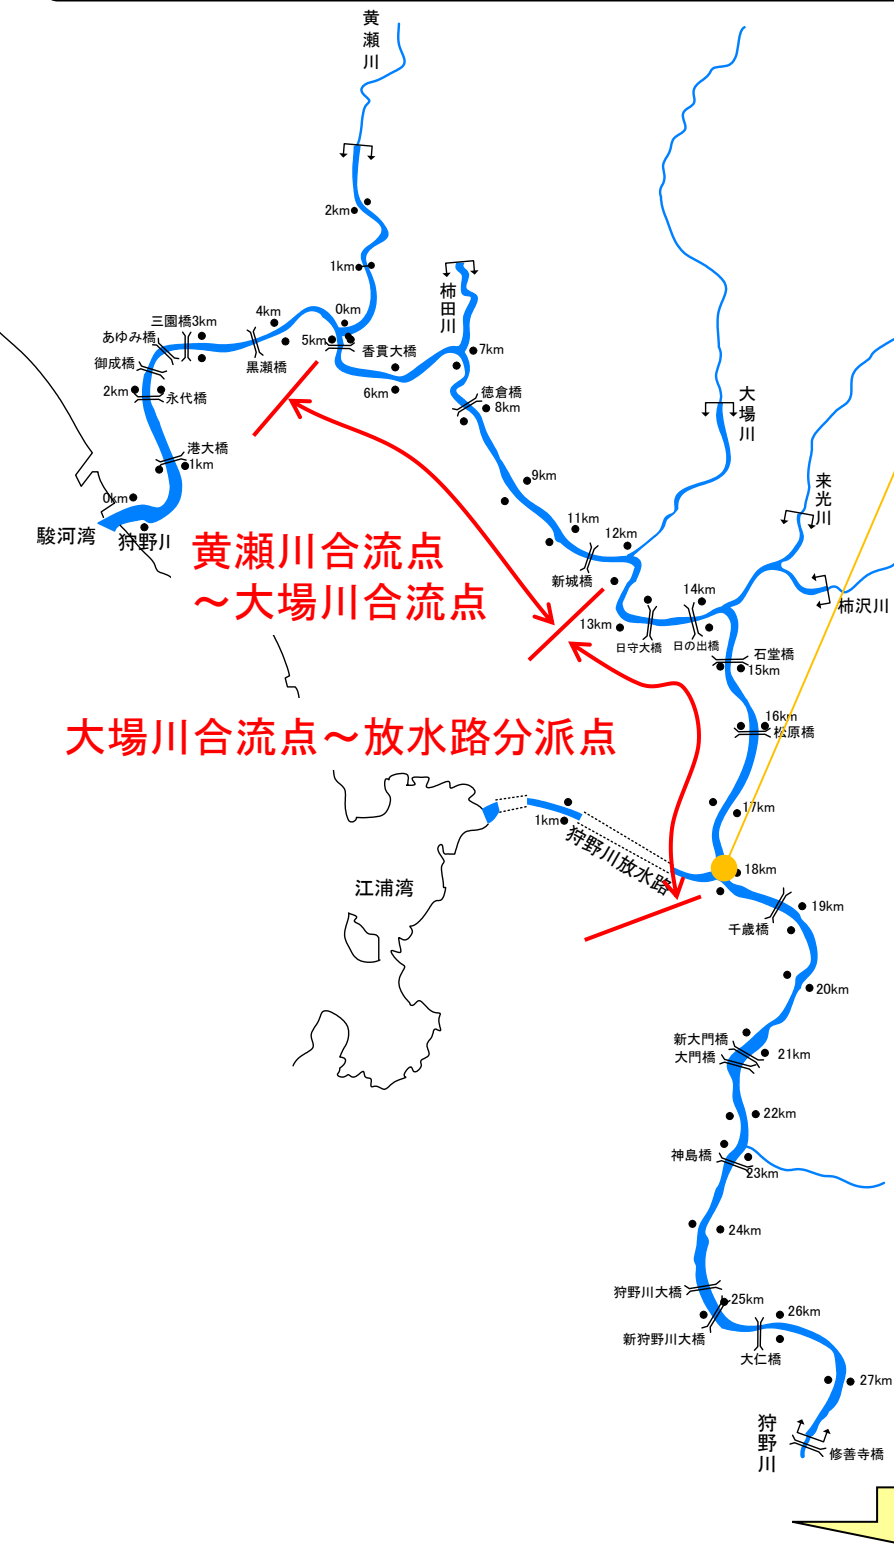 黄瀬川
2km
1km
0km
柿田川
三園橋3km
4km
あゆみ橋
5km
香貫大橋
7km
御成橋
黒瀬橋
2km
永代橋
6km
徳倉橋
8km
大場川
港大橋
1km
9km
来光川
0km
11km
12km
駿河湾
狩野川
黄瀬川合流点
～大場川合流点
新城橋
14km
柿沢川
13km
日守大橋
日の出橋
石堂橋
15km
大場川合流点～放水路分派点
16km
松原橋
17km
1km
狩野川放水路
18km
江浦湾
19km
千歳橋
20km
新大門橋
大門橋
21km
22km
神島橋
23km
24km
狩野川大橋
25km
26km
新狩野川大橋
大仁橋
27km
狩野川
修善寺橋